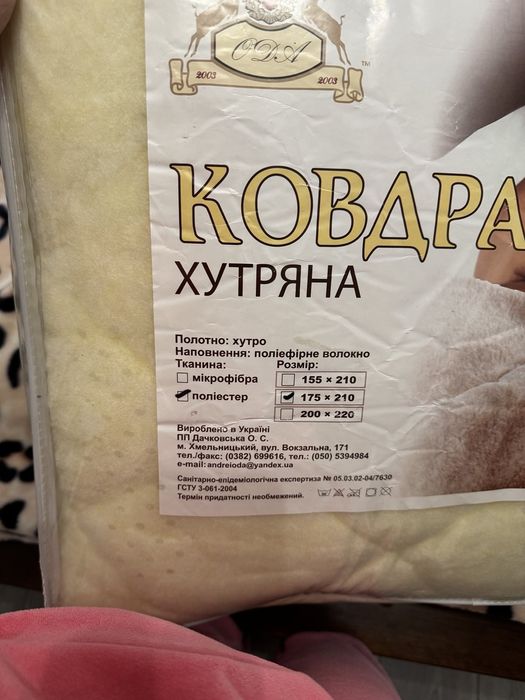 ОДА
2003 2003
TM
КОВДРА
ХУТРЯНА
Полотно: хутро
Наповнення: поліефірне волокно
Тканина: Розмір:
мікрофібра 155 × 210
поліестер 175 × 210
200 × 220
Вироблено в Україні
ПП Дачковська О. С.
м. Хмельницький, вул. Вокзальна, 171
тел./факс: (0382) 699616, тел.: (050) 5394984
e-mail: andreioda@yandex.ua
Санітарно-епідеміологічна експертиза № 05.03.02-04/7630
ГСТУ 3-061-2004
Термін придатності необмежений.